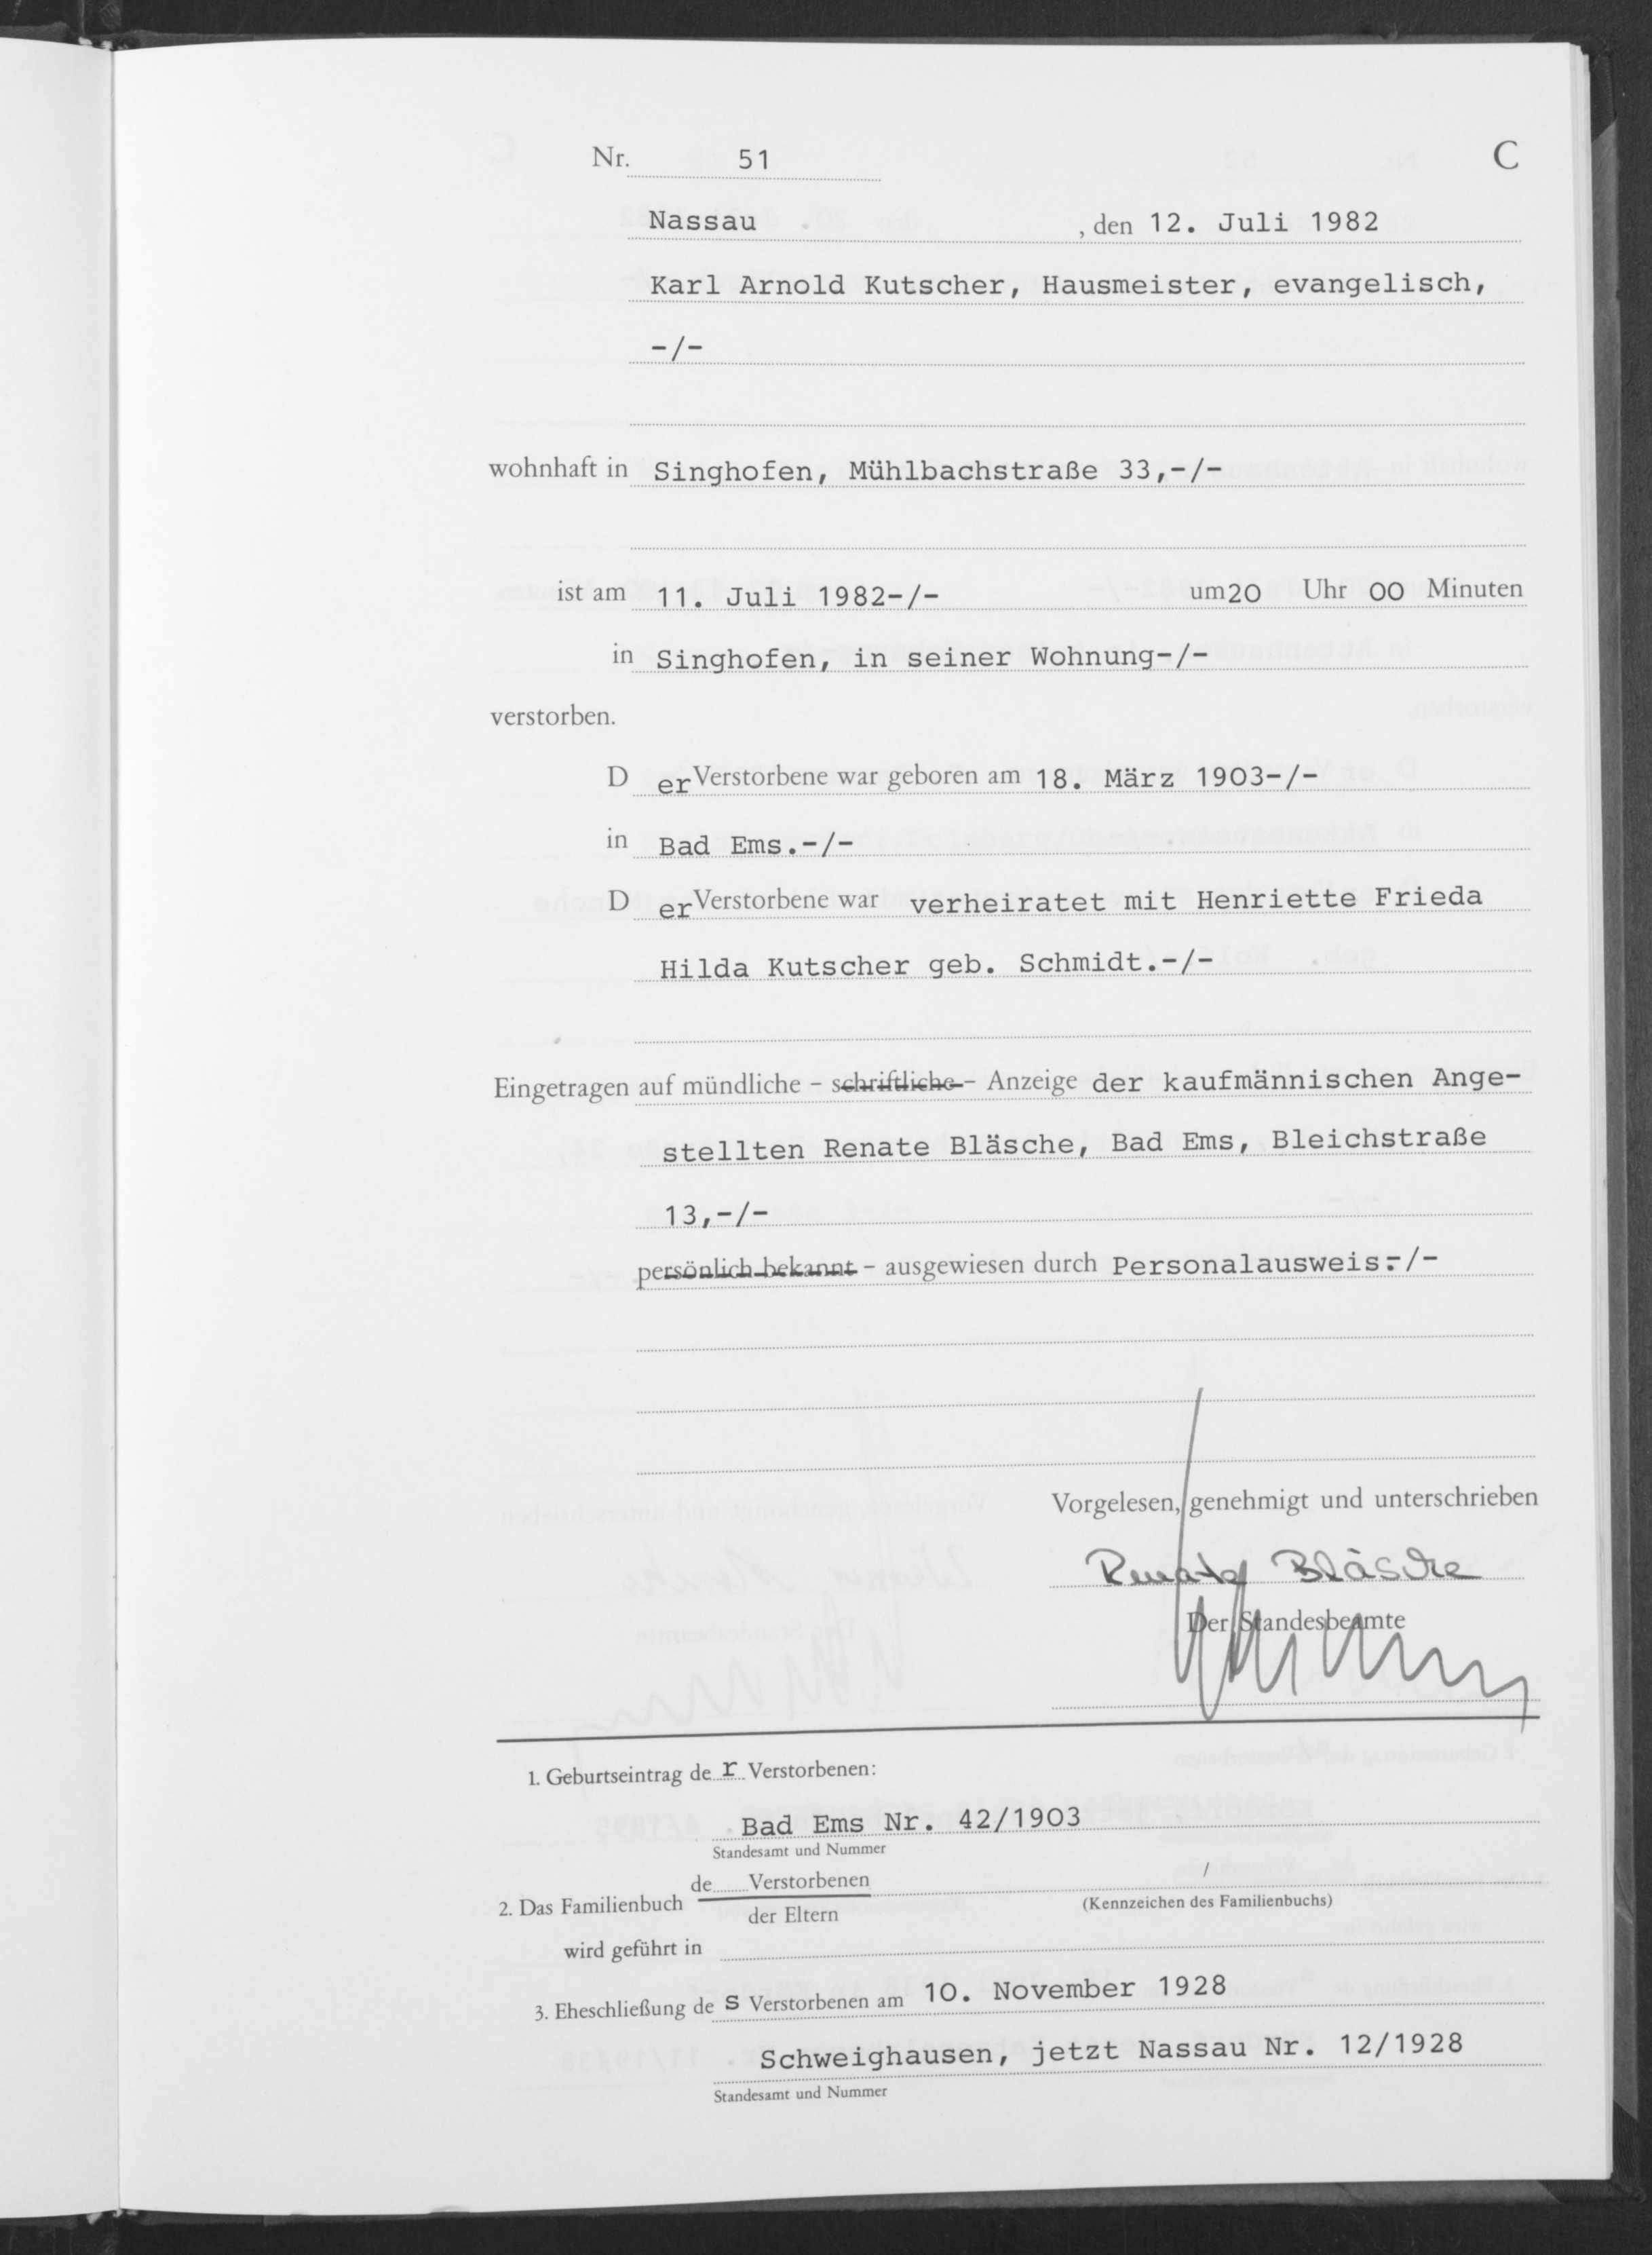 Nr. 51 C
Nassau , den 12. Juli 1982
Karl Arnold Kutscher, Hausmeister, evangelisch,
-/-
wohnhaft in Singhofen, Mühlbachstraße 33,-/-
ist am 11. Juli 1982-/- um 20 Uhr 00 Minuten
in Singhofen, in seiner Wohnung-/-
verstorben.
D er Verstorbene war geboren am 18. März 1903-/-
in Bad Ems.-/-
D er Verstorbene war verheiratet mit Henriette Frieda
Hilda Kutscher geb. Schmidt.-/-
Eingetragen auf mündliche - schriftliche - Anzeige der kaufmännischen Ange-
stellten Renate Bläsche, Bad Ems, Bleichstraße
13,-/-
persönlich bekannt - ausgewiesen durch Personalausweis.-/-
Vorgelesen, genehmigt und unterschrieben
Renate Bläsche
Der Standesbeamte
1. Geburtseintrag de r Verstorbenen:
Bad Ems Nr. 42/1903
Standesamt und Nummer
de Verstorbenen /
2. Das Familienbuch (Kennzeichen des Familienbuchs)
der Eltern
wird geführt in
3. Eheschließung de s Verstorbenen am 10. November 1928
Schweighausen, jetzt Nassau Nr. 12/1928
Standesamt und Nummer